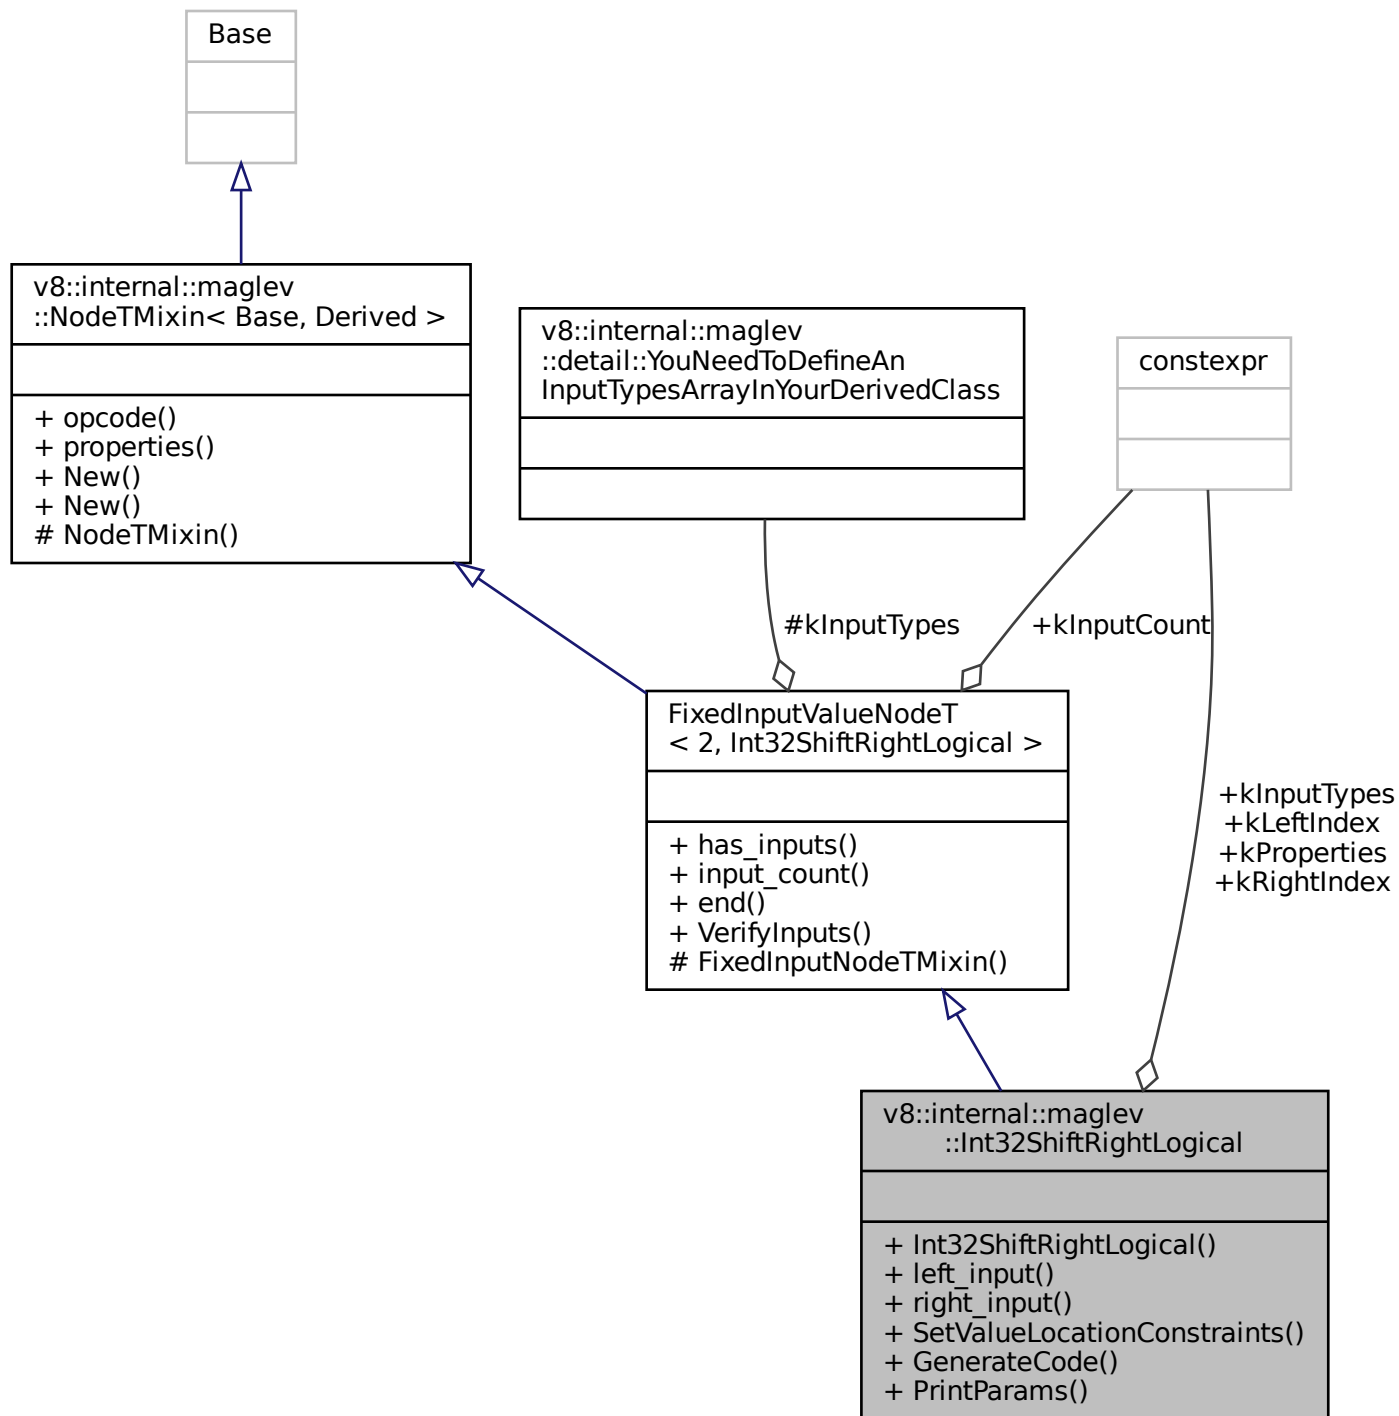 Base
v8::internal::maglev
::NodeTMixin< Base, Derived >
+ opcode()
+ properties()
+ New()
+ New()
# NodeTMixin()
v8::internal::maglev
::detail::YouNeedToDefineAn
InputTypesArrayInYourDerivedClass
constexpr
#kInputTypes
+kInputCount
FixedInputValueNodeT
< 2, Int32ShiftRightLogical >
+ has_inputs()
+ input_count()
+ end()
+ VerifyInputs()
# FixedInputNodeTMixin()
+kInputTypes
+kLeftIndex
+kProperties
+kRightIndex
v8::internal::maglev
::Int32ShiftRightLogical
+ Int32ShiftRightLogical()
+ left_input()
+ right_input()
+ SetValueLocationConstraints()
+ GenerateCode()
+ PrintParams()